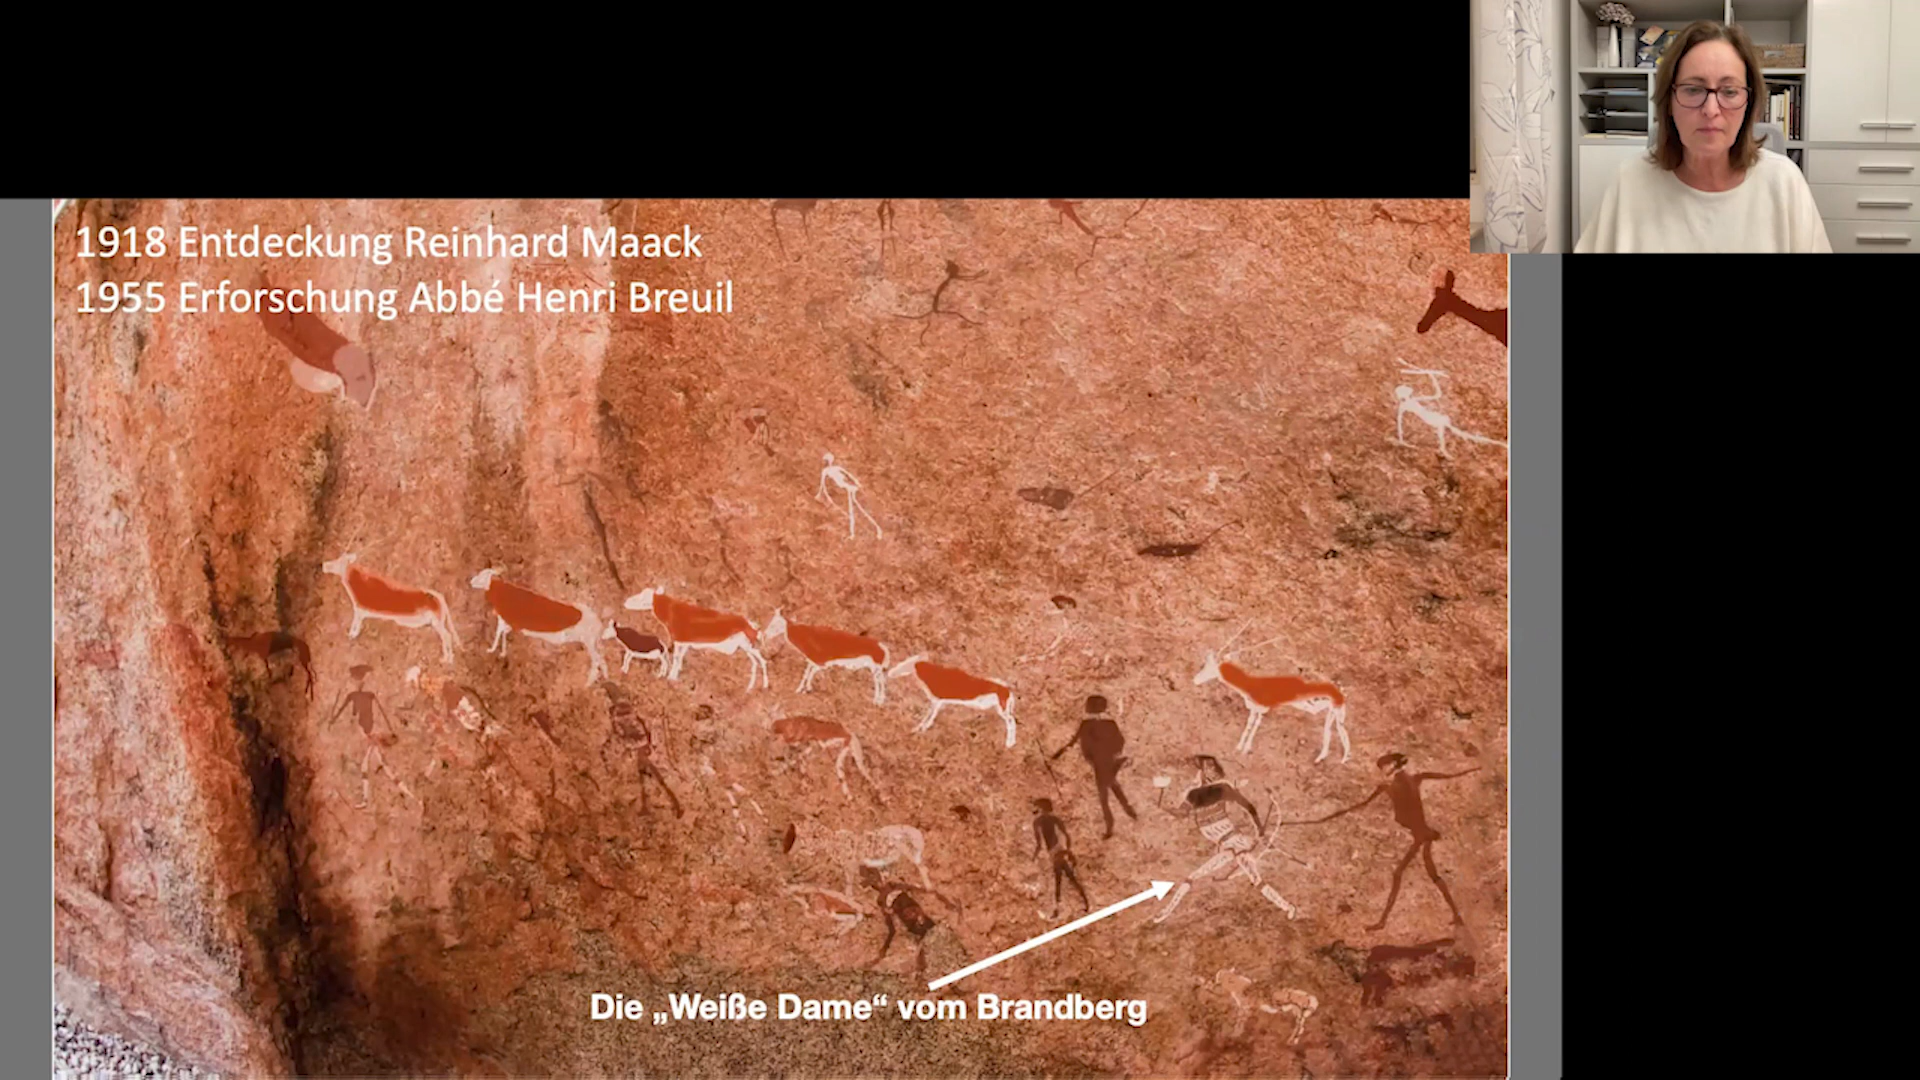 1918 Entdeckung Reinhard Maack
1955 Erforschung Abbé Henri Breuil
Die „Weiße Dame“ vom Brandberg